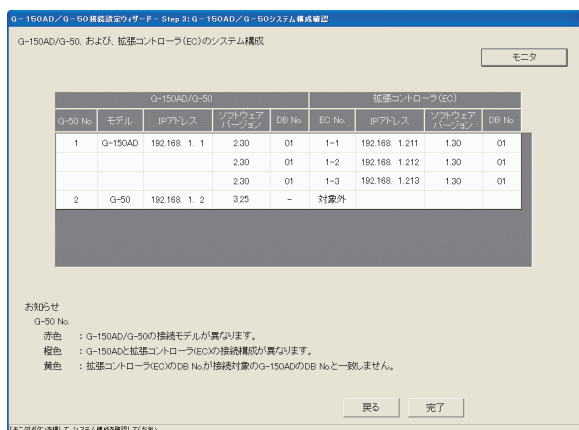 G-150AD/G-50接続設定ウィザード - Step 3: G-150AD/G-50システム構成確認
G-150AD/G-50、および、拡張コントローラ(EC)のシステム構成
モニタ
G-150AD/G-50 拡張コントローラ(EC)
G-50 No. モデル IPアドレス ソフトウェアバージョン DB No. EC No. IPアドレス ソフトウェアバージョン DB No.
1 G-150AD 192.168. 1. 1 2.30 01 1-1 192.168. 1.211 1.30 01
2.30 01 1-2 192.168. 1.212 1.30 01
2.30 01 1-3 192.168. 1.213 1.30 01
2 G-50 192.168. 1. 2 3.25 - 対象外
お知らせ
G-50 No.
赤色 : G-150AD/G-50の接続モデルが異なります。
橙色 : G-150ADと拡張コントローラ(EC)の接続構成が異なります。
黄色 : 拡張コントローラ(EC)のDB No.が接続対象のG-150ADのDB No.と一致しません。
戻る 完了